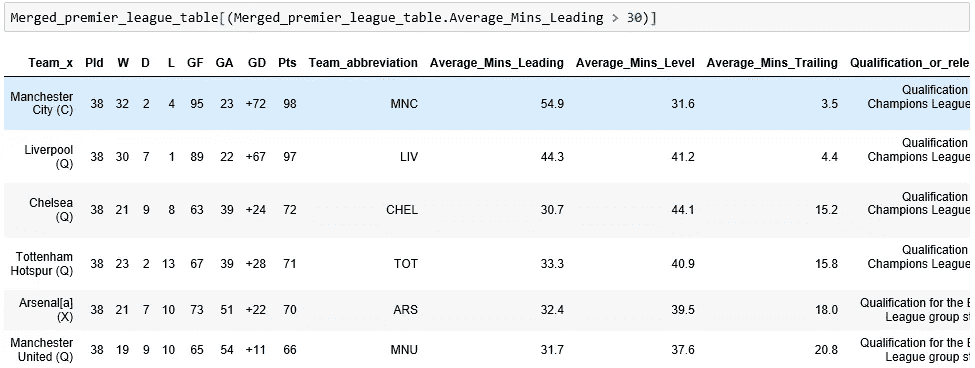 Merged_premier_league_table[(Merged_premier_league_table.Average_Mins_Leading > 30)]
Team_x Pld W D L GF GA GD Pts Team_abbreviation Average_Mins_Leading Average_Mins_Level Average_Mins_Trailing Qualification_or_rele
Manchester City (C) 38 32 2 4 95 23 +72 98 MNC 54.9 31.6 3.5 Qualification Champions League
Liverpool (Q) 38 30 7 1 89 22 +67 97 LIV 44.3 41.2 4.4 Qualification Champions League
Chelsea (Q) 38 21 9 8 63 39 +24 72 CHEL 30.7 44.1 15.2 Qualification Champions League
Tottenham Hotspur (Q) 38 23 2 13 67 39 +28 71 TOT 33.3 40.9 15.8 Qualification Champions League
Arsenal[a] (X) 38 21 7 10 73 51 +22 70 ARS 32.4 39.5 18.0 Qualification for the E League group st
Manchester United (Q) 38 19 9 10 65 54 +11 66 MNU 31.7 37.6 20.8 Qualification for the E League group st